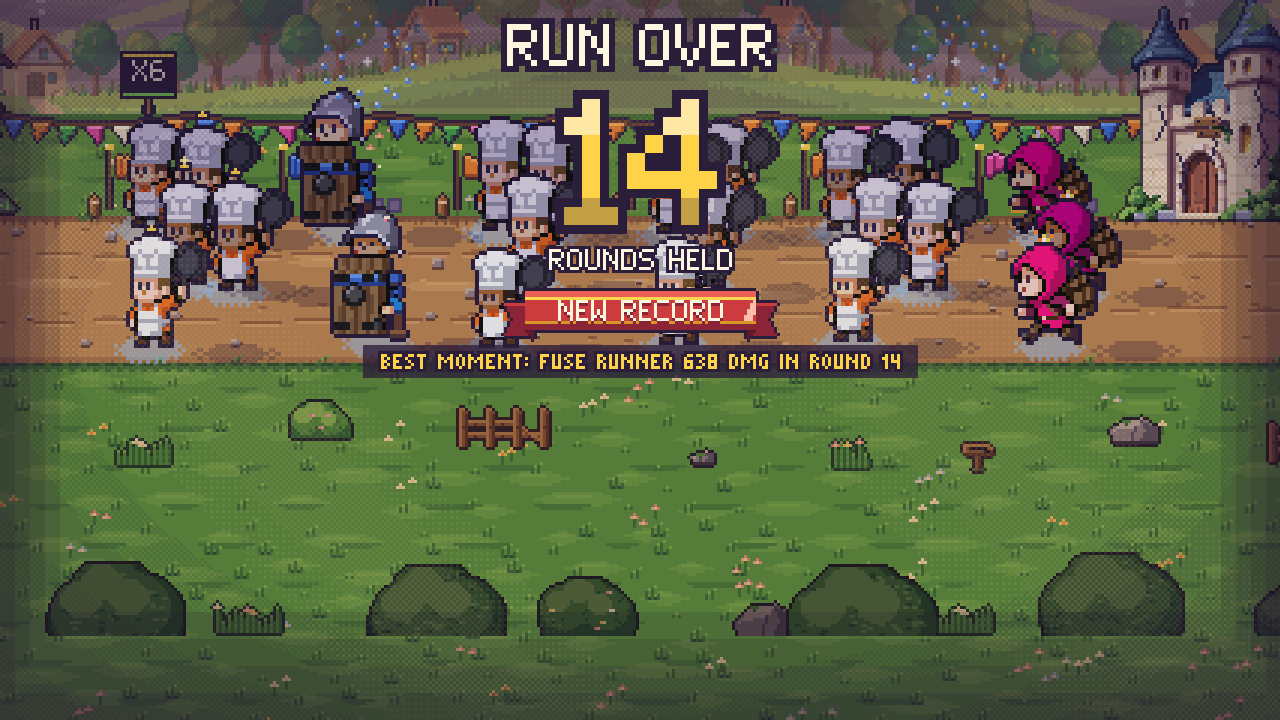 RUN OVER
X6
14
ROUNDS HELD
NEW RECORD
BEST MOMENT: FUSE RUNNER 638 DMG IN ROUND 14